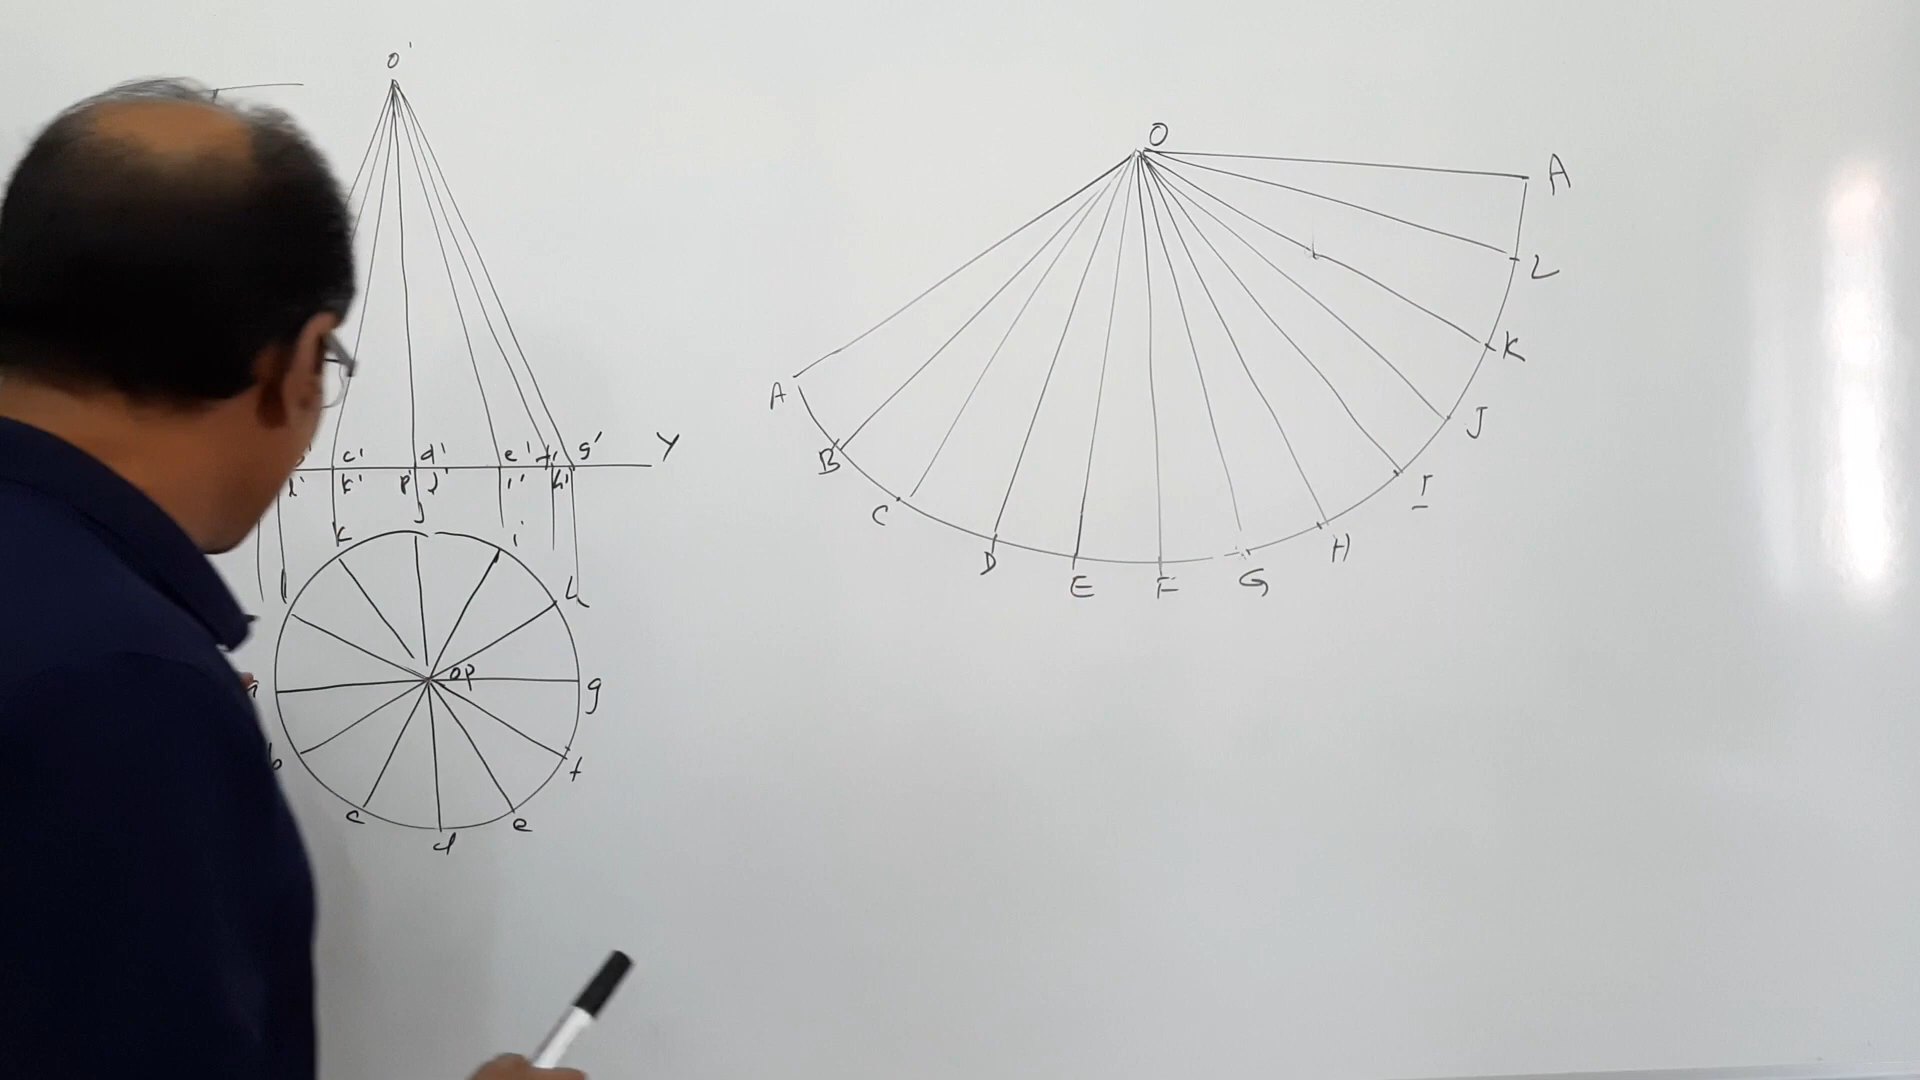 o'
c' d' e' f' g' Y
l' k' p' j' i' h'
k j i
l h
op
g
b f
c e
d
O
A
L
K
A J
B I
C H
D E F G